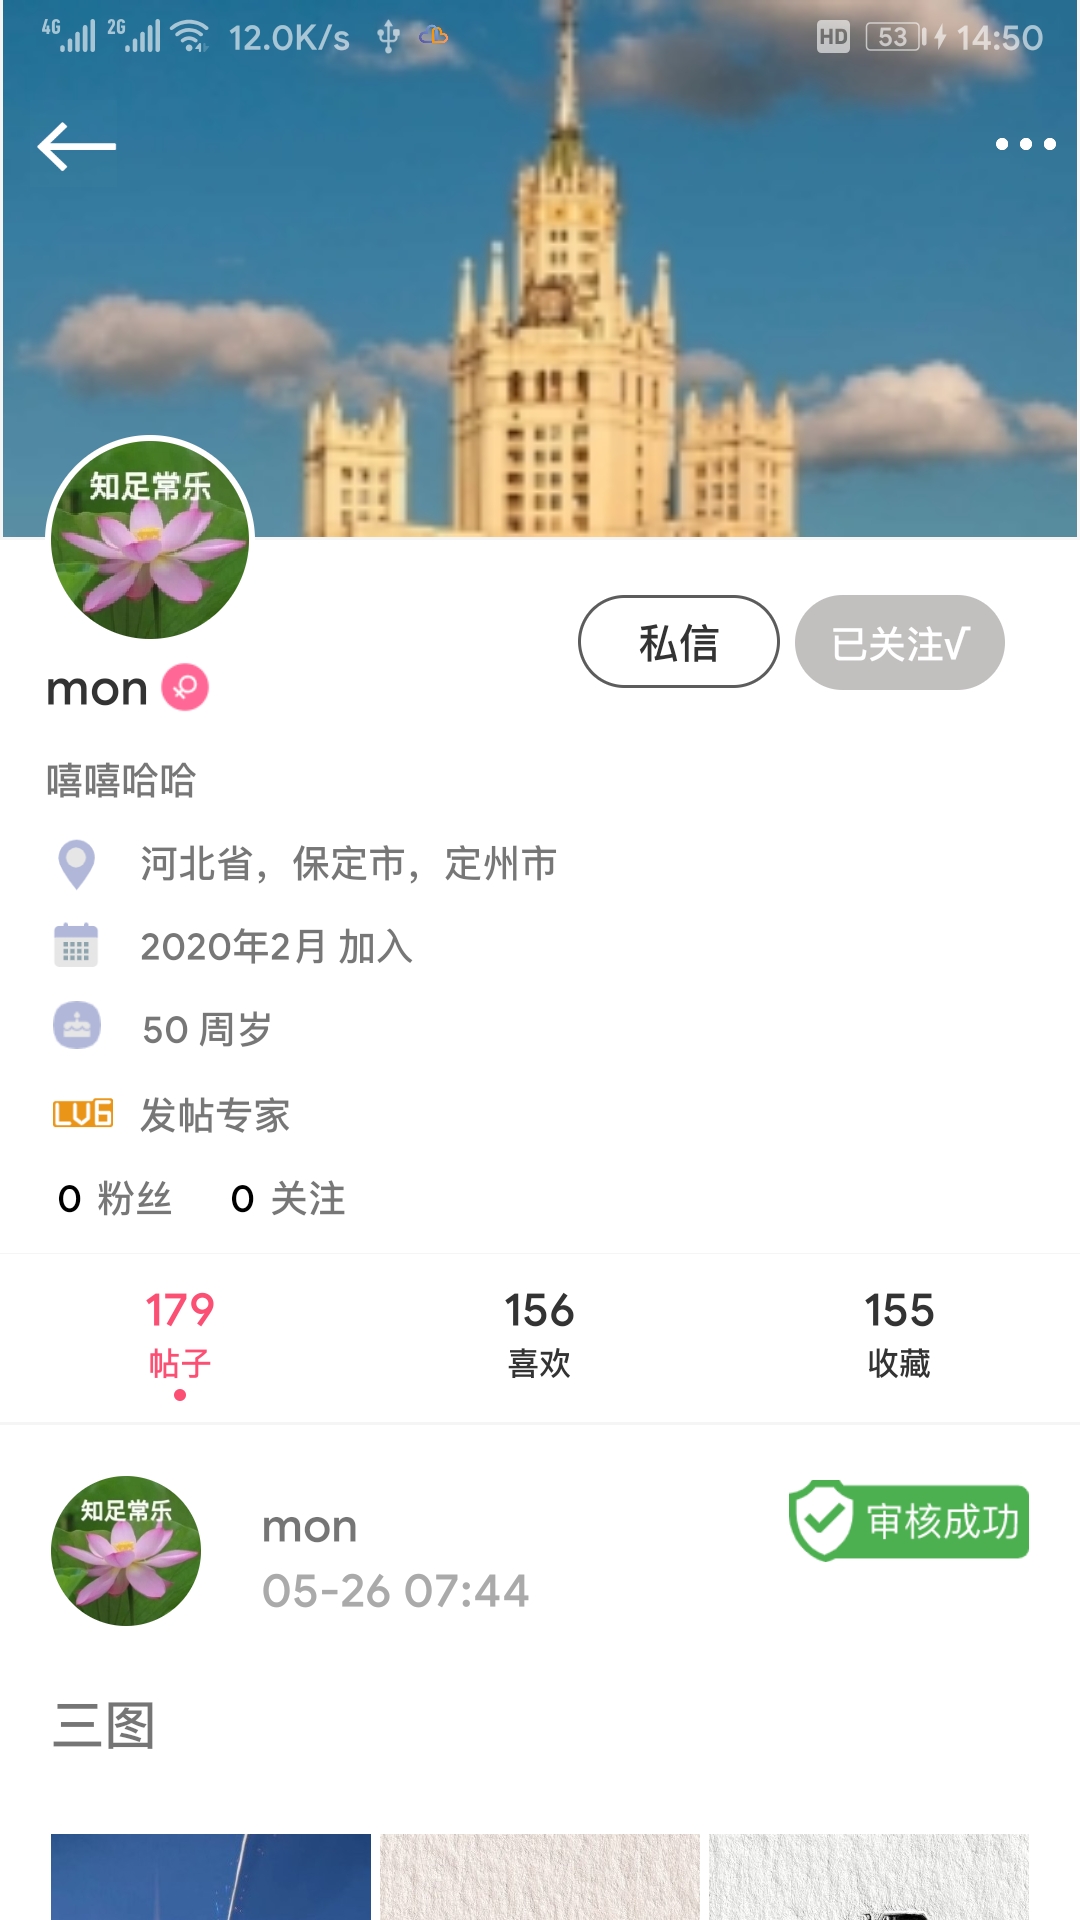 4G 2G 12.0K/s HD 53 14:50
知足常乐
私信 已关注√
mon
嘻嘻哈哈
河北省，保定市，定州市
2020年2月 加入
50 周岁
LV6 发帖专家
0 粉丝 0 关注
179 156 155
帖子 喜欢 收藏
知足常乐
mon
审核成功
05-26 07:44
三图